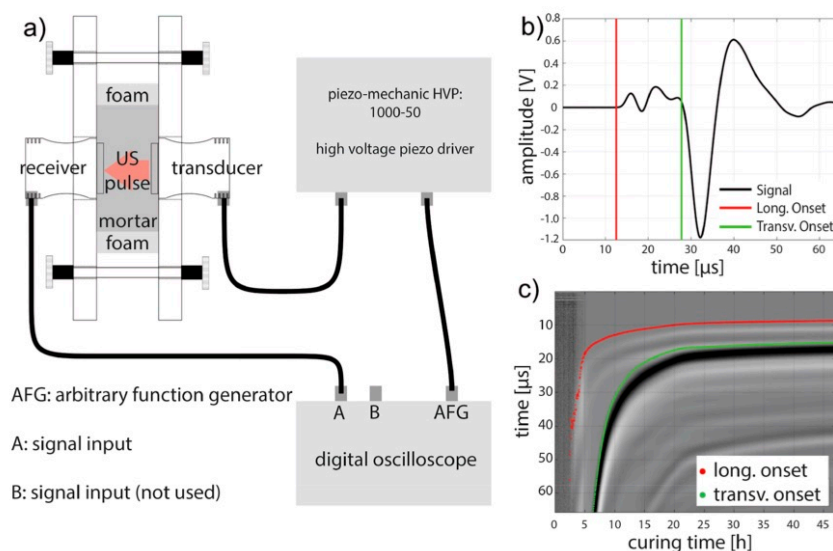 a)
foam
receiver
US
pulse
transducer
mortar
foam
piezo-mechanic HVP:
1000-50
high voltage piezo driver
AFG: arbitrary function generator
A: signal input
B: signal input (not used)
A
B
AFG
digital oscilloscope
b)
amplitude [V]
0.8
0.6
0.4
0.2
0
-0.2
-0.4
-0.6
-0.8
-1.0
-1.2
Signal
Long. Onset
Transv. Onset
0 10 20 30 40 50 60
time [µs]
c)
time [µs]
10
20
30
40
50
60
long. onset
transv. onset
0 5 10 15 20 25 30 35 40 45
curing time [h]